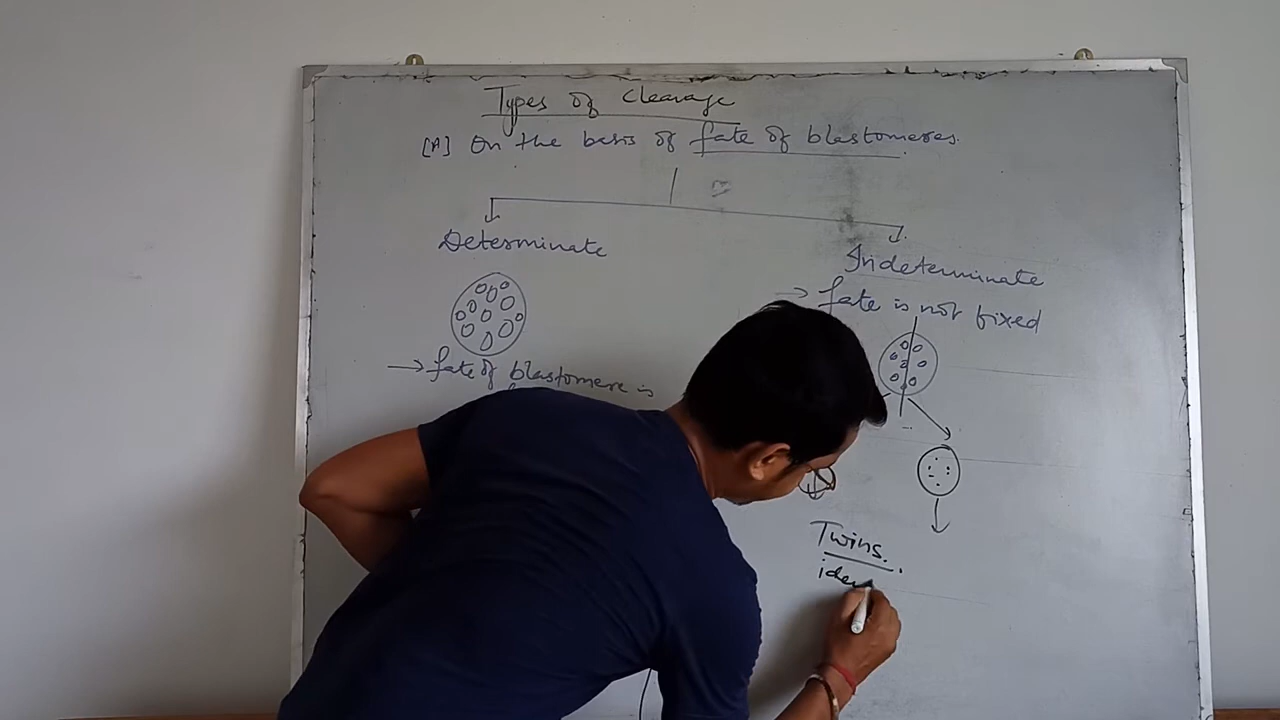 Types of Cleavage
[A] On the basis of fate of blastomeres.
Determinate
Indeterminate
→ fate is not fixed
→ fate of blastomere is
Twins.
iden